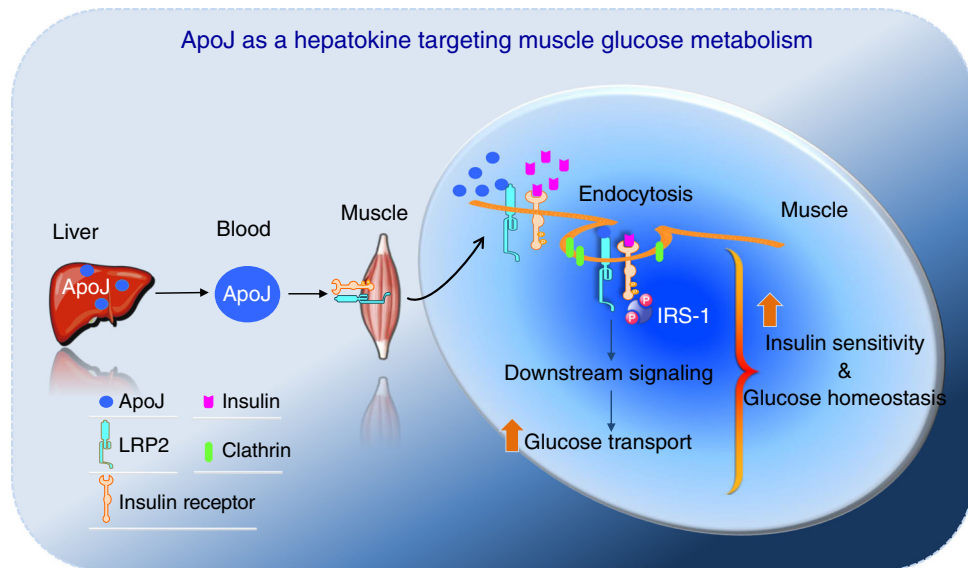 ApoJ as a hepatokine targeting muscle glucose metabolism
Liver
Blood
Muscle
ApoJ
ApoJ
Endocytosis
Muscle
P
P
IRS-1
Downstream signaling
Glucose transport
Insulin sensitivity
&
Glucose homeostasis
ApoJ
Insulin
LRP2
Clathrin
Insulin receptor